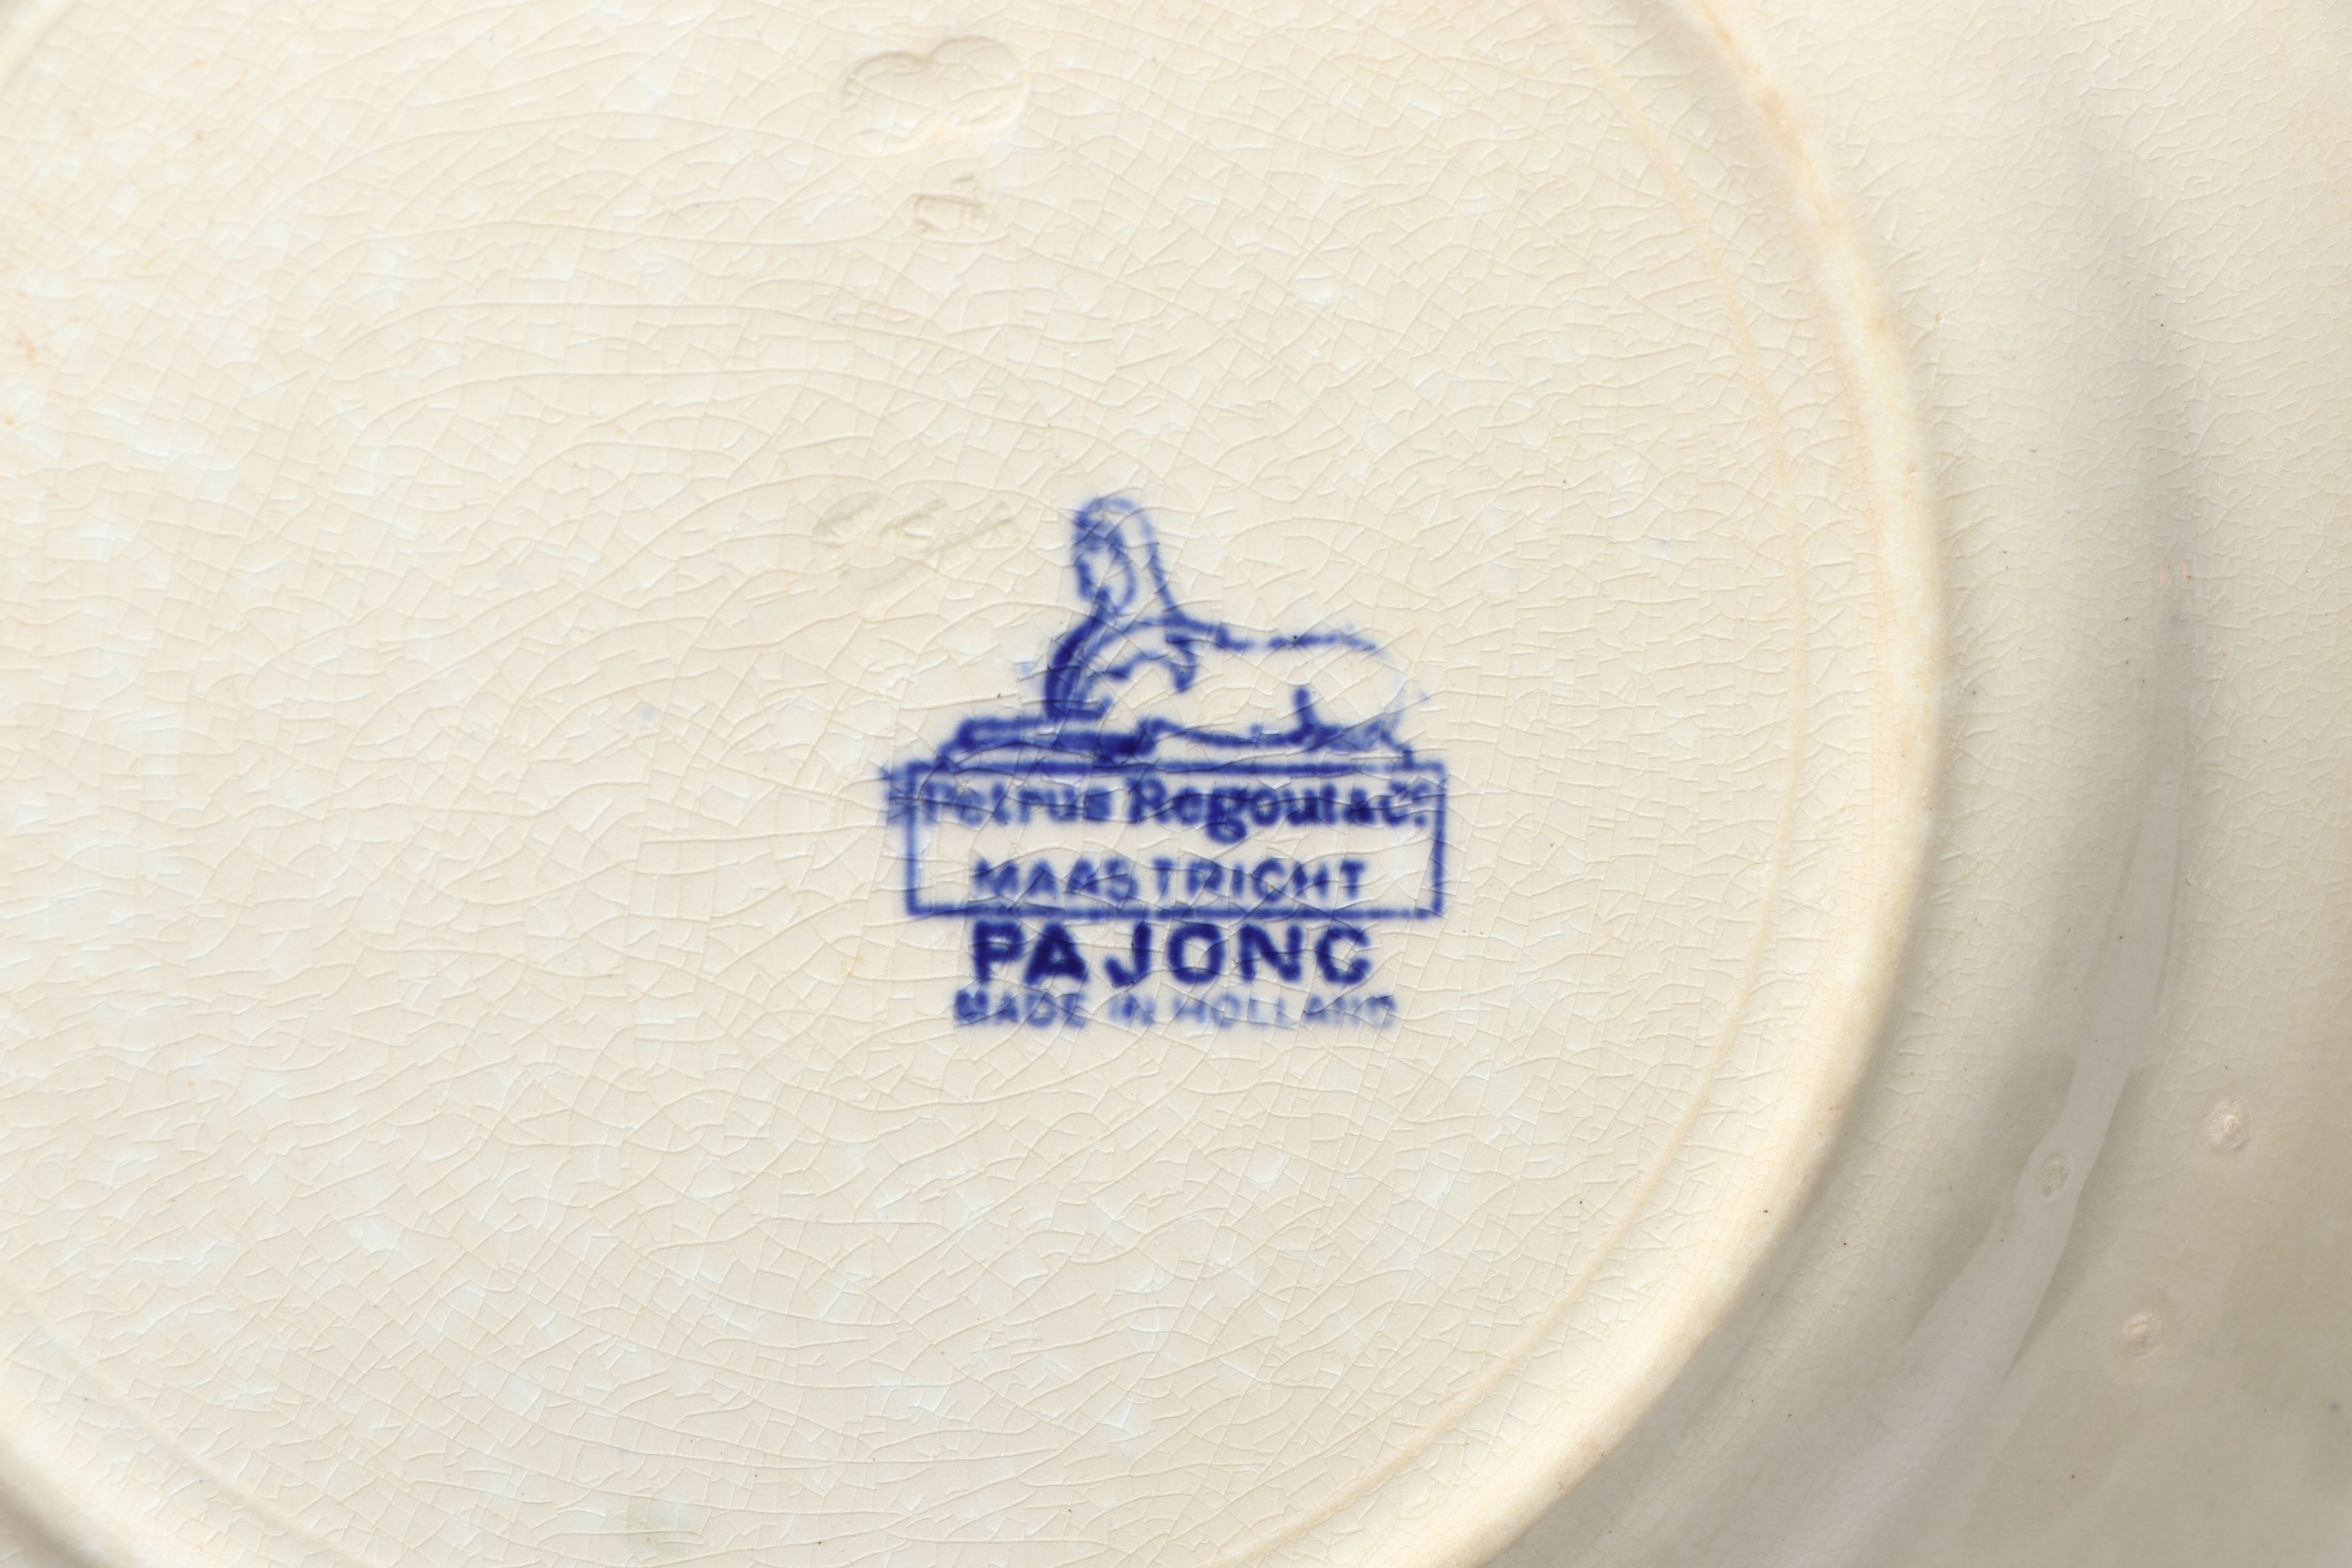 Petrus Regout & Co.
MAASTRICHT
PAJONG
MADE IN HOLLAND